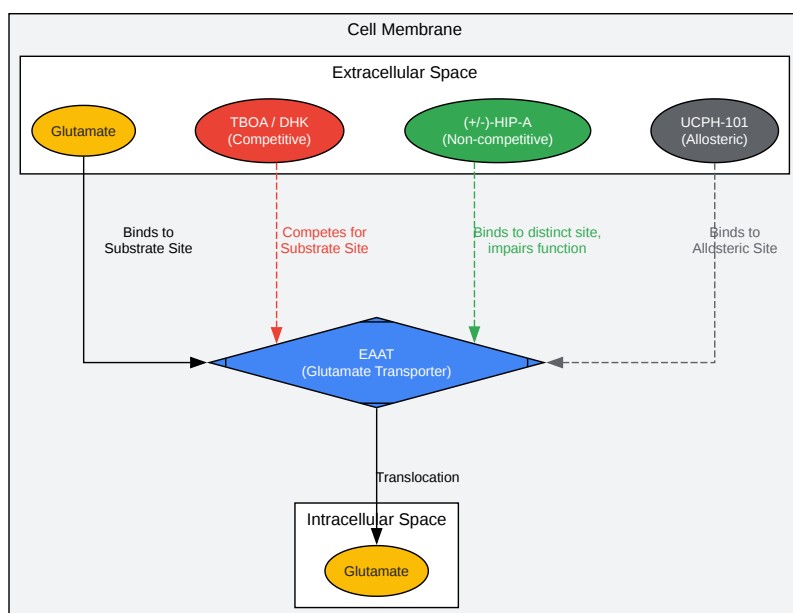 Cell Membrane
Extracellular Space
Glutamate
TBOA / DHK
(Competitive)
(+/-)-HIP-A
(Non-competitive)
UCPH-101
(Allosteric)
Binds to
Substrate Site
Competes for
Substrate Site
Binds to distinct site,
impairs function
Binds to
Allosteric Site
EAAT
(Glutamate Transporter)
Translocation
Intracellular Space
Glutamate